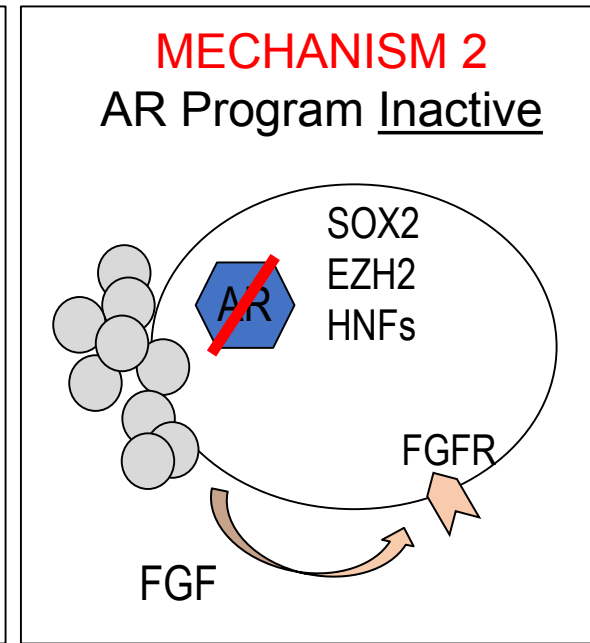 MECHANISM 2
AR Program Inactive
SOX2
EZH2
HNFs
AR
FGFR
FGF